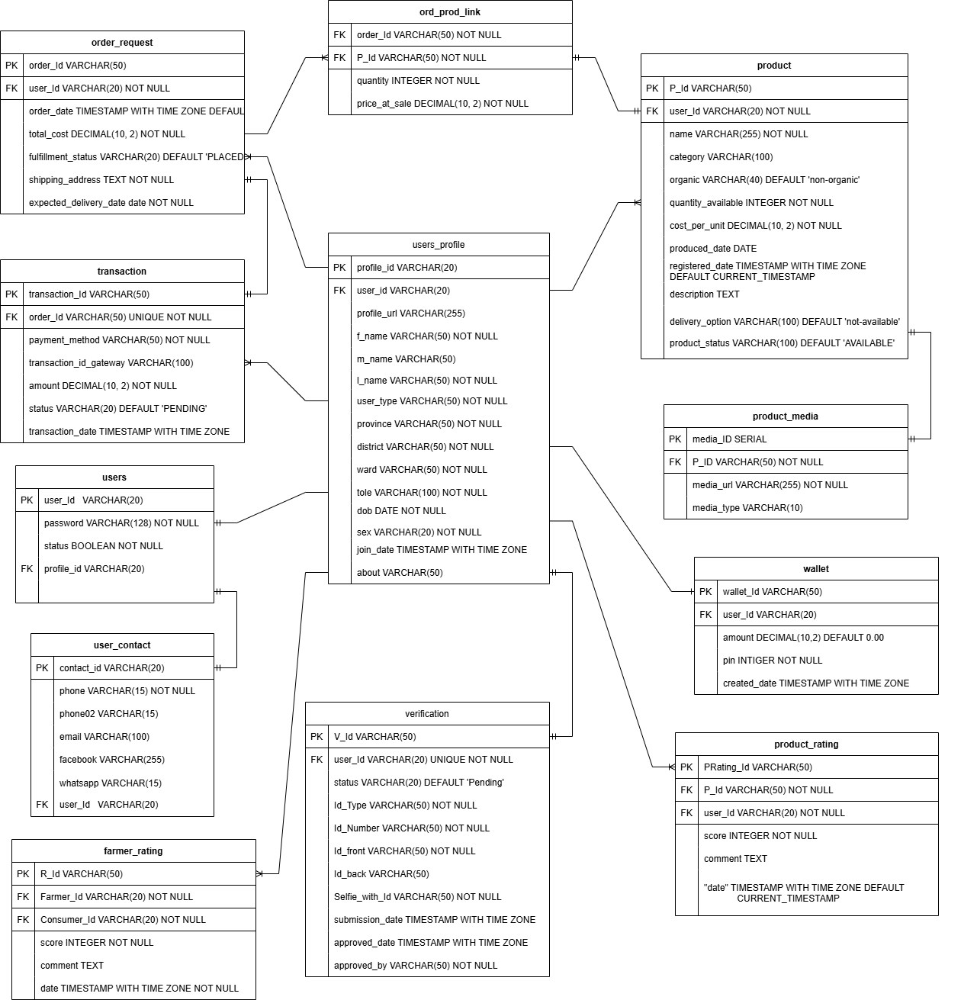 ord_prod_link
FK order_Id VARCHAR(50) NOT NULL
FK P_Id VARCHAR(50) NOT NULL
quantity INTEGER NOT NULL
price_at_sale DECIMAL(10, 2) NOT NULL
order_request
PK order_Id VARCHAR(50)
FK user_Id VARCHAR(20) NOT NULL
order_date TIMESTAMP WITH TIME ZONE DEFAUL
total_cost DECIMAL(10, 2) NOT NULL
fulfillment_status VARCHAR(20) DEFAULT 'PLACED
shipping_address TEXT NOT NULL
expected_delivery_date date NOT NULL
product
PK P_Id VARCHAR(50)
FK user_Id VARCHAR(20) NOT NULL
name VARCHAR(255) NOT NULL
category VARCHAR(100)
organic VARCHAR(40) DEFAULT 'non-organic'
quantity_available INTEGER NOT NULL
cost_per_unit DECIMAL(10, 2) NOT NULL
produced_date DATE
registered_date TIMESTAMP WITH TIME ZONE
DEFAULT CURRENT_TIMESTAMP
description TEXT
delivery_option VARCHAR(100) DEFAULT 'not-available'
product_status VARCHAR(100) DEFAULT 'AVAILABLE'
users_profile
PK profile_id VARCHAR(20)
FK user_id VARCHAR(20)
profile_url VARCHAR(255)
f_name VARCHAR(50) NOT NULL
m_name VARCHAR(50)
l_name VARCHAR(50) NOT NULL
user_type VARCHAR(50) NOT NULL
province VARCHAR(50) NOT NULL
district VARCHAR(50) NOT NULL
ward VARCHAR(50) NOT NULL
tole VARCHAR(100) NOT NULL
dob DATE NOT NULL
sex VARCHAR(20) NOT NULL
join_date TIMESTAMP WITH TIME ZONE
about VARCHAR(50)
transaction
PK transaction_Id VARCHAR(50)
FK order_Id VARCHAR(50) UNIQUE NOT NULL
payment_method VARCHAR(50) NOT NULL
transaction_id_gateway VARCHAR(100)
amount DECIMAL(10, 2) NOT NULL
status VARCHAR(20) DEFAULT 'PENDING'
transaction_date TIMESTAMP WITH TIME ZONE
product_media
PK media_ID SERIAL
FK P_ID VARCHAR(50) NOT NULL
media_url VARCHAR(255) NOT NULL
media_type VARCHAR(10)
users
PK user_Id VARCHAR(20)
password VARCHAR(128) NOT NULL
status BOOLEAN NOT NULL
FK profile_id VARCHAR(20)
wallet
PK wallet_Id VARCHAR(50)
FK user_Id VARCHAR(20)
amount DECIMAL(10,2) DEFAULT 0.00
pin INTIGER NOT NULL
created_date TIMESTAMP WITH TIME ZONE
user_contact
PK contact_id VARCHAR(20)
phone VARCHAR(15) NOT NULL
phone02 VARCHAR(15)
email VARCHAR(100)
facebook VARCHAR(255)
whatsapp VARCHAR(15)
FK user_Id VARCHAR(20)
verification
PK V_Id VARCHAR(50)
FK user_Id VARCHAR(20) UNIQUE NOT NULL
status VARCHAR(20) DEFAULT 'Pending'
Id_Type VARCHAR(50) NOT NULL
Id_Number VARCHAR(50) NOT NULL
Id_front VARCHAR(50) NOT NULL
Id_back VARCHAR(50)
Selfie_with_Id VARCHAR(50) NOT NULL
submission_date TIMESTAMP WITH TIME ZONE
approved_date TIMESTAMP WITH TIME ZONE
approved_by VARCHAR(50) NOT NULL
product_rating
PK PRating_Id VARCHAR(50)
FK P_Id VARCHAR(50) NOT NULL
FK user_Id VARCHAR(20) NOT NULL
score INTEGER NOT NULL
comment TEXT
"date" TIMESTAMP WITH TIME ZONE DEFAULT
CURRENT_TIMESTAMP
farmer_rating
PK R_Id VARCHAR(50)
FK Farmer_Id VARCHAR(20) NOT NULL
FK Consumer_Id VARCHAR(20) NOT NULL
score INTEGER NOT NULL
comment TEXT
date TIMESTAMP WITH TIME ZONE NOT NULL